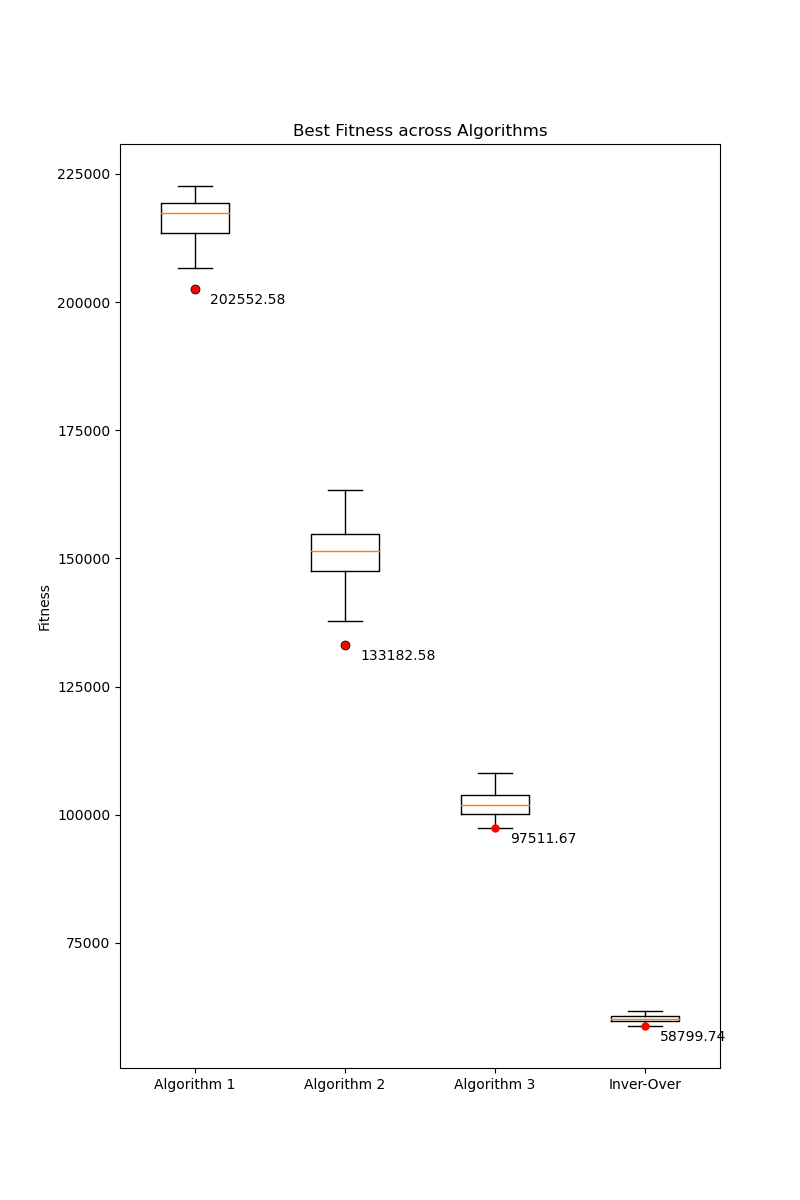 Best Fitness across Algorithms
225000
200000
175000
150000
125000
100000
75000
Fitness
202552.58
133182.58
97511.67
58799.74
Algorithm 1
Algorithm 2
Algorithm 3
Inver-Over